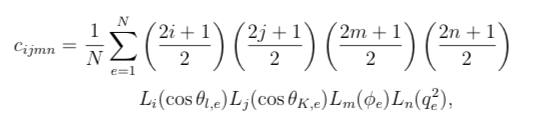 c_{ijmn} = \frac{1}{N} \sum_{e=1}^{N} \left( \frac{2i+1}{2} \right) \left( \frac{2j+1}{2} \right) \left( \frac{2m+1}{2} \right) \left( \frac{2n+1}{2} \right)
L_i(\cos\theta_{l,e}) L_j(\cos\theta_{K,e}) L_m(\phi_e) L_n(q_e^2),